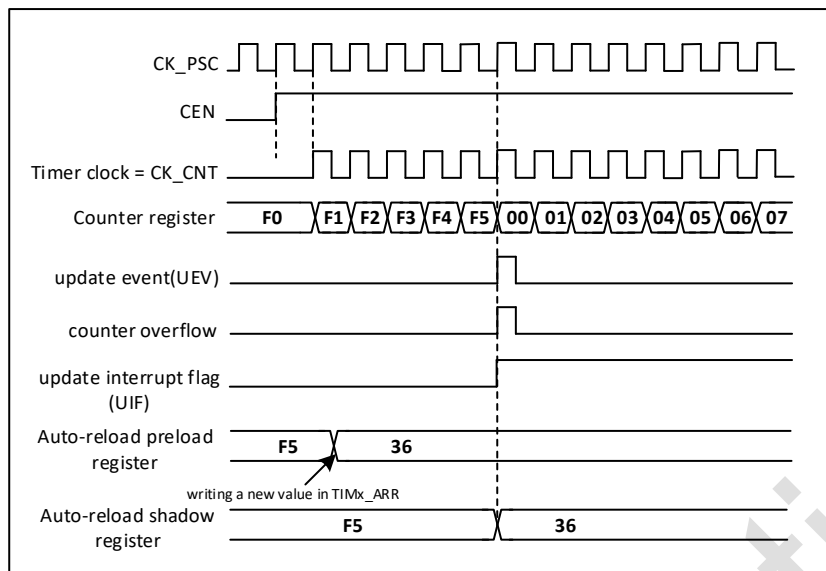 CK_PSC
CEN
Timer clock = CK_CNT
Counter register F0 F1 F2 F3 F4 F5 00 01 02 03 04 05 06 07
update event(UEV)
counter overflow
update interrupt flag
(UIF)
Auto-reload preload
register
F5 36
writing a new value in TIMx_ARR
Auto-reload shadow
register
F5 36